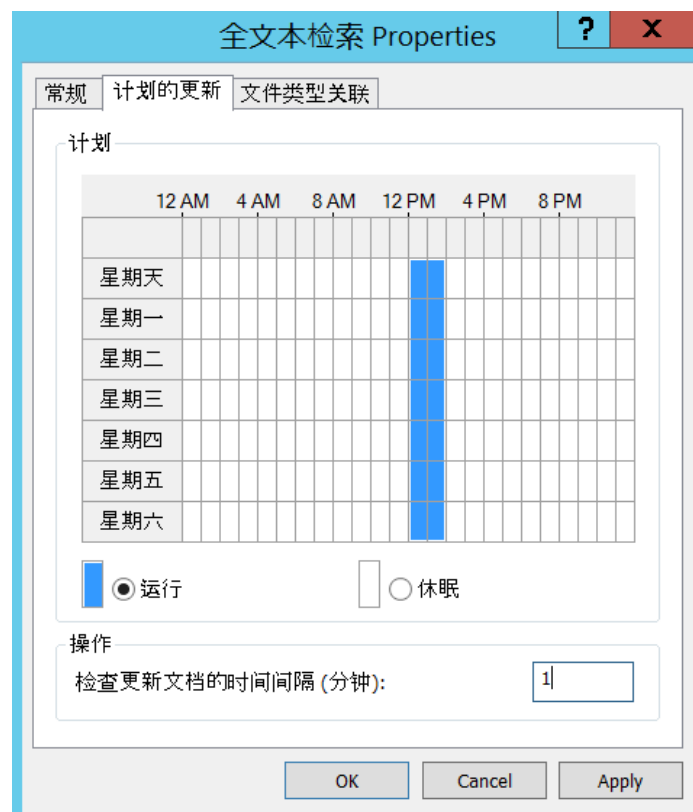 全文本检索 Properties ? X
常规 计划的更新 文件类型关联
计划
12 AM 4 AM 8 AM 12 PM 4 PM 8 PM
星期天
星期一
星期二
星期三
星期四
星期五
星期六
运行 休眠
操作
检查更新文档的时间间隔 (分钟): 1
OK Cancel Apply